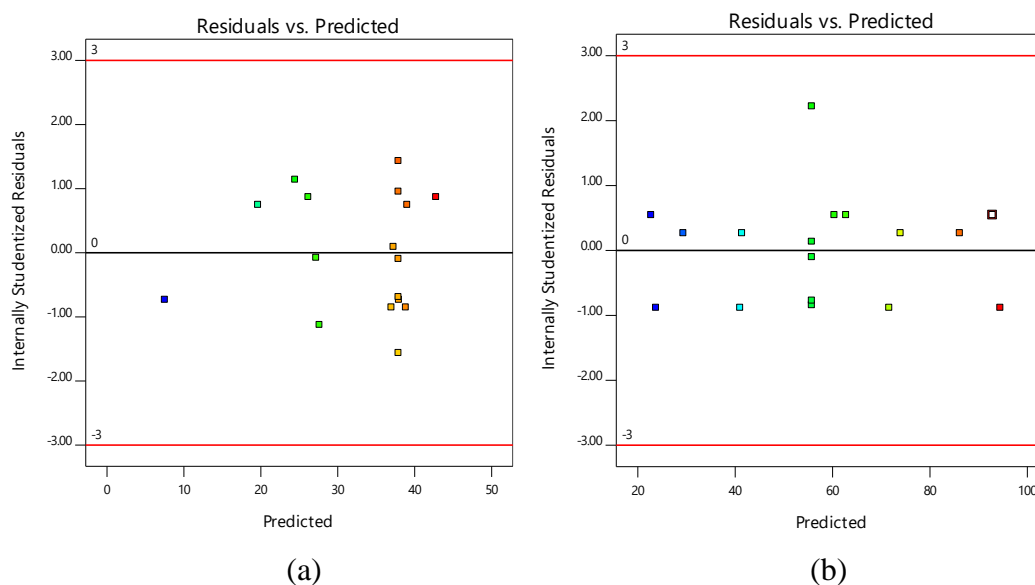 Residuals vs. Predicted
Internally Studentized Residuals
3.00
2.00
1.00
0.00
-1.00
-2.00
-3.00
3
0
-3
0 10 20 30 40 50
Predicted
(a)
Residuals vs. Predicted
Internally Studentized Residuals
3.00
2.00
1.00
0.00
-1.00
-2.00
-3.00
3
0
-3
20 40 60 80 100
Predicted
(b)